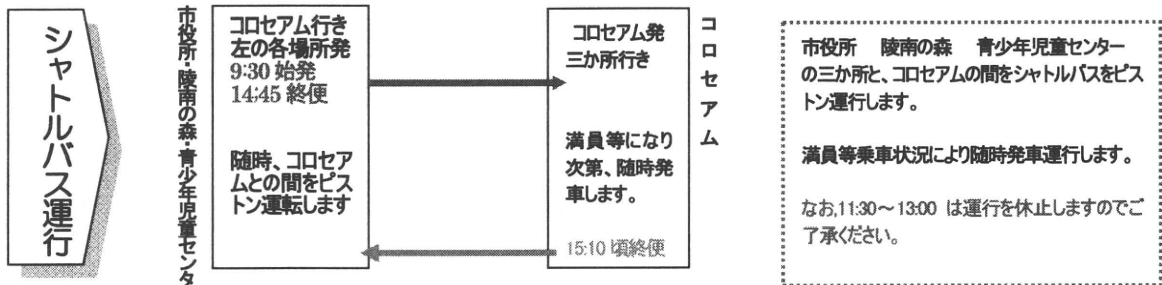 シャトルバス運行
市役所・陵南の森・青少年児童センタ
コロセアム行き
左の各場所発
9:30 始発
14:45 終便
随時、コロセア
ムとの間をピス
トン運転します
コロセアム発
三か所行き
満員等になり
次第、随時発
車します。
15:10 頃終便
コロセアム
市役所 陵南の森 青少年児童センター
の三か所と、コロセアムの間をシャトルバスをピス
トン運行します。
満員等乗車状況により随時発車運行します。
なお,11:30～13:00 は運行を休止しますのでご
了承ください。